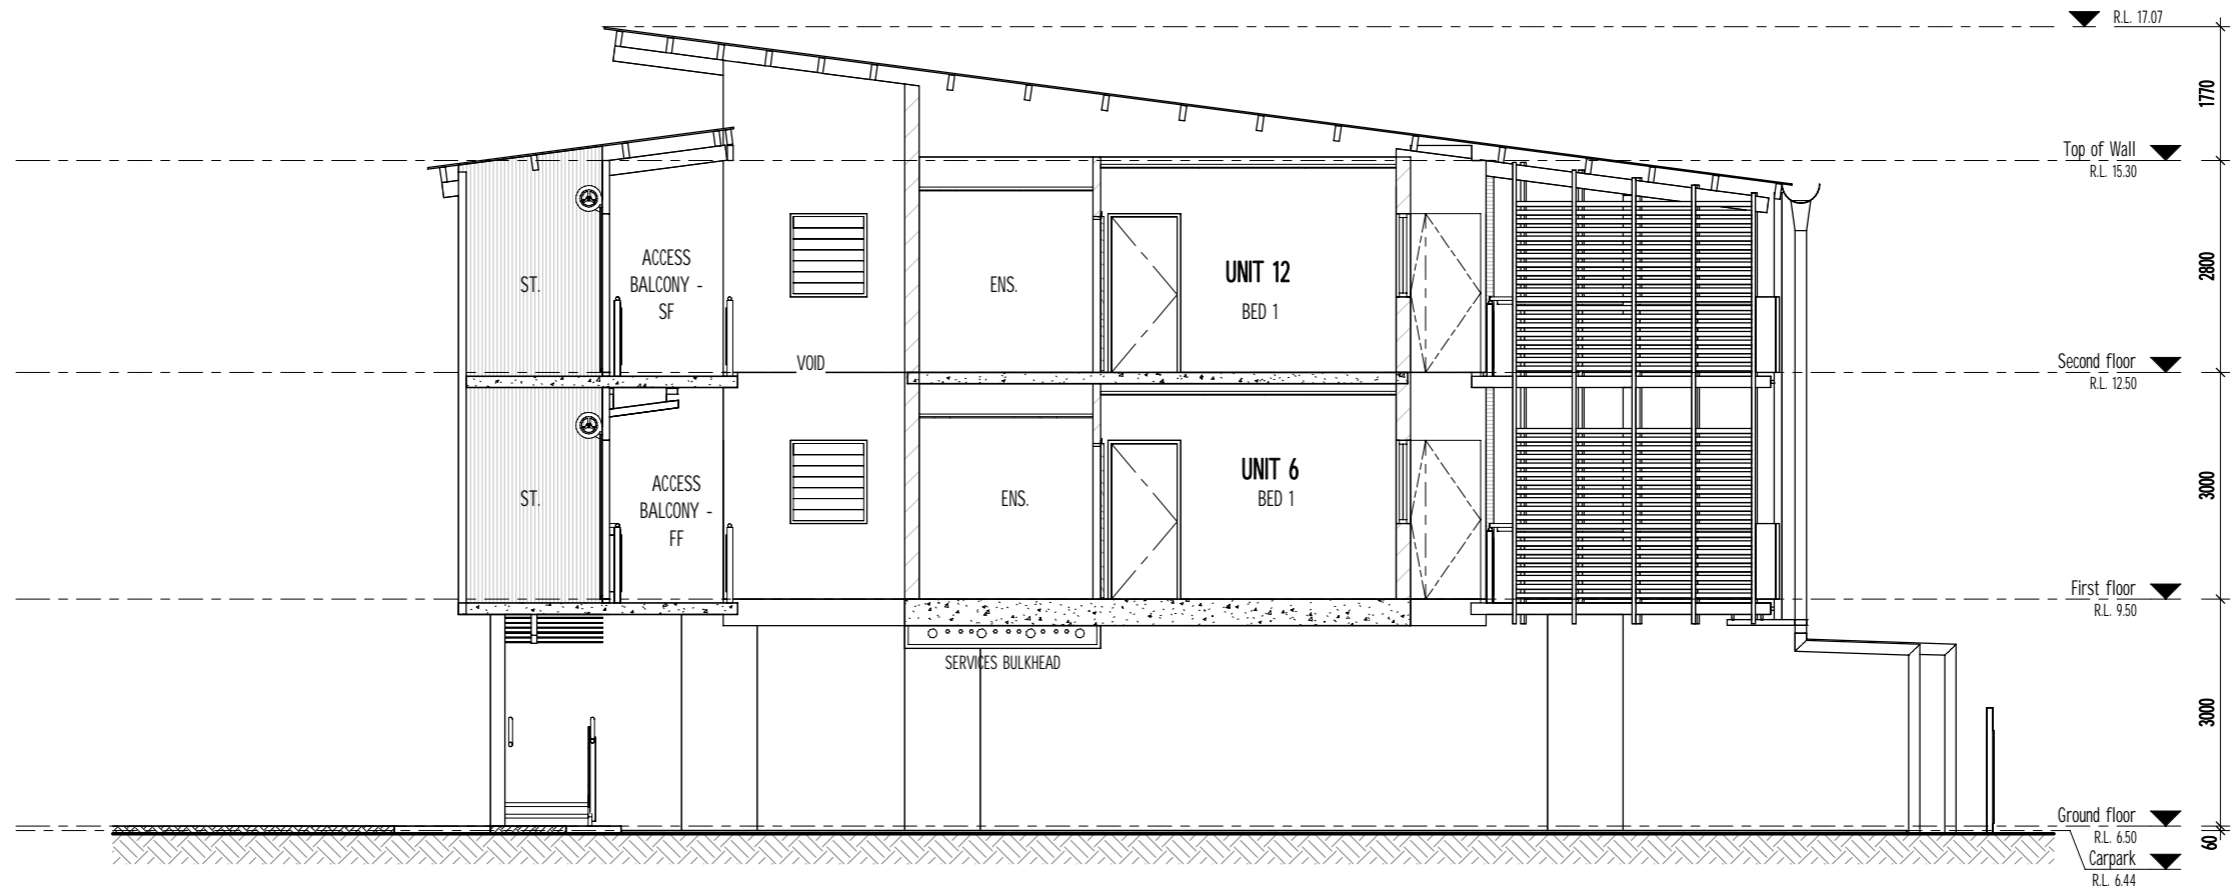 R.L. 17.07
1770
Top of Wall
R.L. 15.30
ACCESS
BALCONY -
SF
ST.
ENS.
UNIT 12
BED 1
2800
VOID
Second floor
R.L. 12.50
ACCESS
BALCONY -
FF
ST.
ENS.
UNIT 6
BED 1
3000
First floor
R.L. 9.50
SERVICES BULKHEAD
3000
Ground floor
R.L. 6.50
60
Carpark
R.L. 6.44